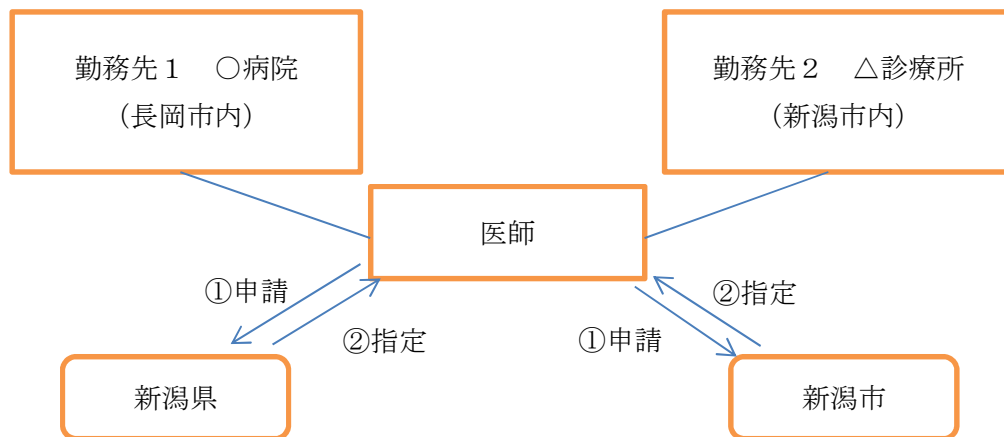 勤務先１　○病院
（長岡市内）
勤務先２　△診療所
（新潟市内）
医師
①申請
②指定
②指定
①申請
新潟県
新潟市